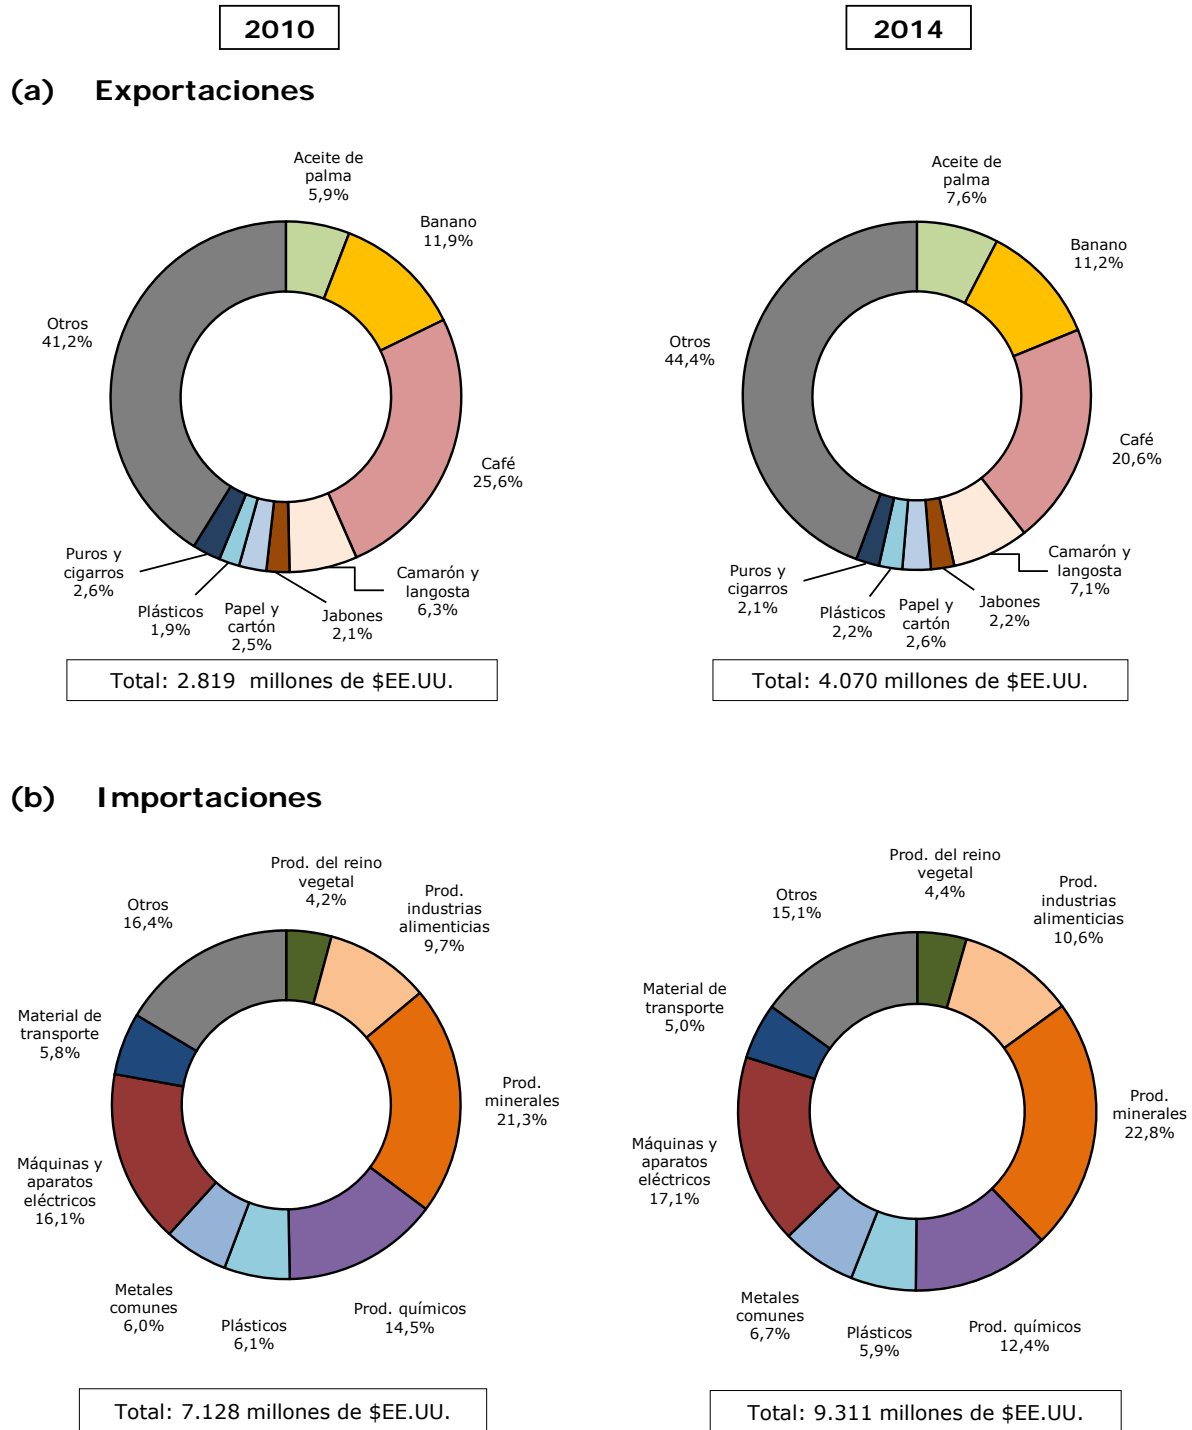 2010
2014
(a) Exportaciones
Aceite de
palma
5,9%
Banano
11,9%
Café
25,6%
Camarón y
langosta
6,3%
Jabones
2,1%
Papel y
cartón
2,5%
Plásticos
1,9%
Puros y
cigarros
2,6%
Otros
41,2%
Total: 2.819 millones de $EE.UU.
Aceite de
palma
7,6%
Banano
11,2%
Café
20,6%
Camarón y
langosta
7,1%
Jabones
2,2%
Papel y
cartón
2,6%
Plásticos
2,2%
Puros y
cigarros
2,1%
Otros
44,4%
Total: 4.070 millones de $EE.UU.
(b) Importaciones
Prod. del reino
vegetal
4,2%
Prod.
industrias
alimenticias
9,7%
Prod.
minerales
21,3%
Prod. químicos
14,5%
Plásticos
6,1%
Metales
comunes
6,0%
Máquinas y
aparatos
eléctricos
16,1%
Material de
transporte
5,8%
Otros
16,4%
Total: 7.128 millones de $EE.UU.
Prod. del reino
vegetal
4,4%
Prod.
industrias
alimenticias
10,6%
Prod.
minerales
22,8%
Prod. químicos
12,4%
Plásticos
5,9%
Metales
comunes
6,7%
Máquinas y
aparatos
eléctricos
17,1%
Material de
transporte
5,0%
Otros
15,1%
Total: 9.311 millones de $EE.UU.